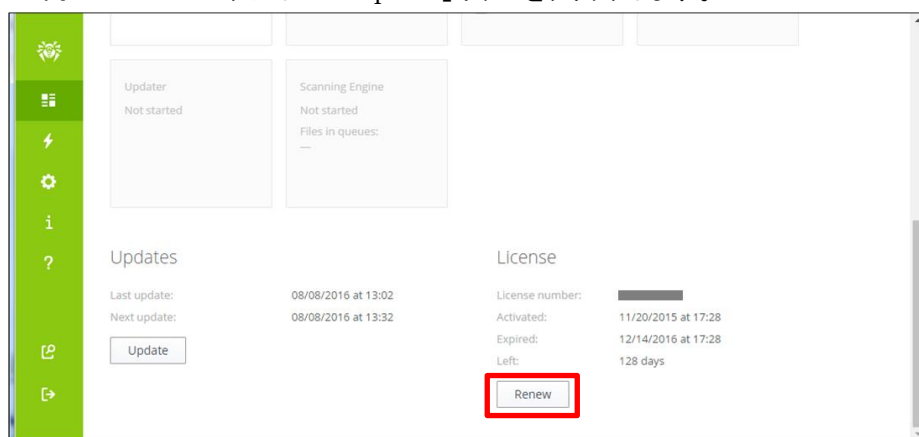 Updater
Not started
Scanning Engine
Not started
Files in queues:
—
i
?
Updates
Last update: 08/08/2016 at 13:02
Next update: 08/08/2016 at 13:32
Update
License
License number:
Activated: 11/20/2015 at 17:28
Expired: 12/14/2016 at 17:28
Left: 128 days
Renew